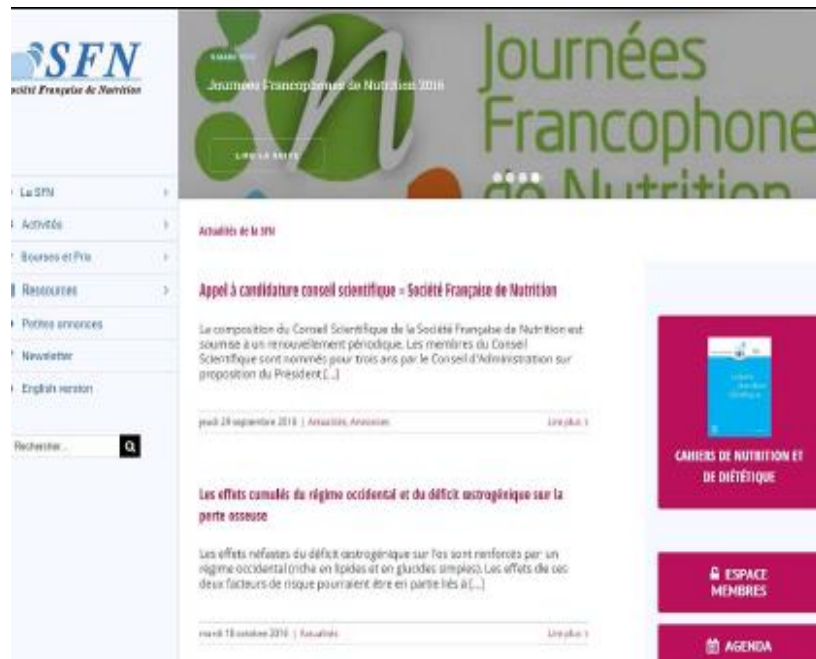 SFN
Société Française de Nutrition
Journées
Francophone
de Nutrition
Journées Francophones de Nutrition 2016
LIRE LA SUITE
La SFN
Activités
Bourses et Prix
Ressources
Petites annonces
Newsletter
English version
Rechercher...
Actualités de la SFN
Appel à candidature conseil scientifique – Société Française de Nutrition
La composition du Conseil Scientifique de la Société Française de Nutrition est
soumise à un renouvellement périodique. Les membres du Conseil
Scientifique sont nommés pour trois ans par le Conseil d'Administration sur
proposition du Président [...]
jeudi 29 septembre 2016 | Actualités, Annonces
Lire plus >
Les effets cumulés du régime occidental et du déficit œstrogénique sur la
perte osseuse
Les effets néfastes du déficit œstrogénique sur l'os sont renforcés par un
régime occidental (riche en lipides et en glucides simples). Les effets de ces
deux facteurs de risque pourraient être en partie liés à [...]
mardi 18 octobre 2016 | Actualités
Lire plus >
CAHIERS DE NUTRITION ET
DE DIÉTÉTIQUE
ESPACE
MEMBRES
AGENDA